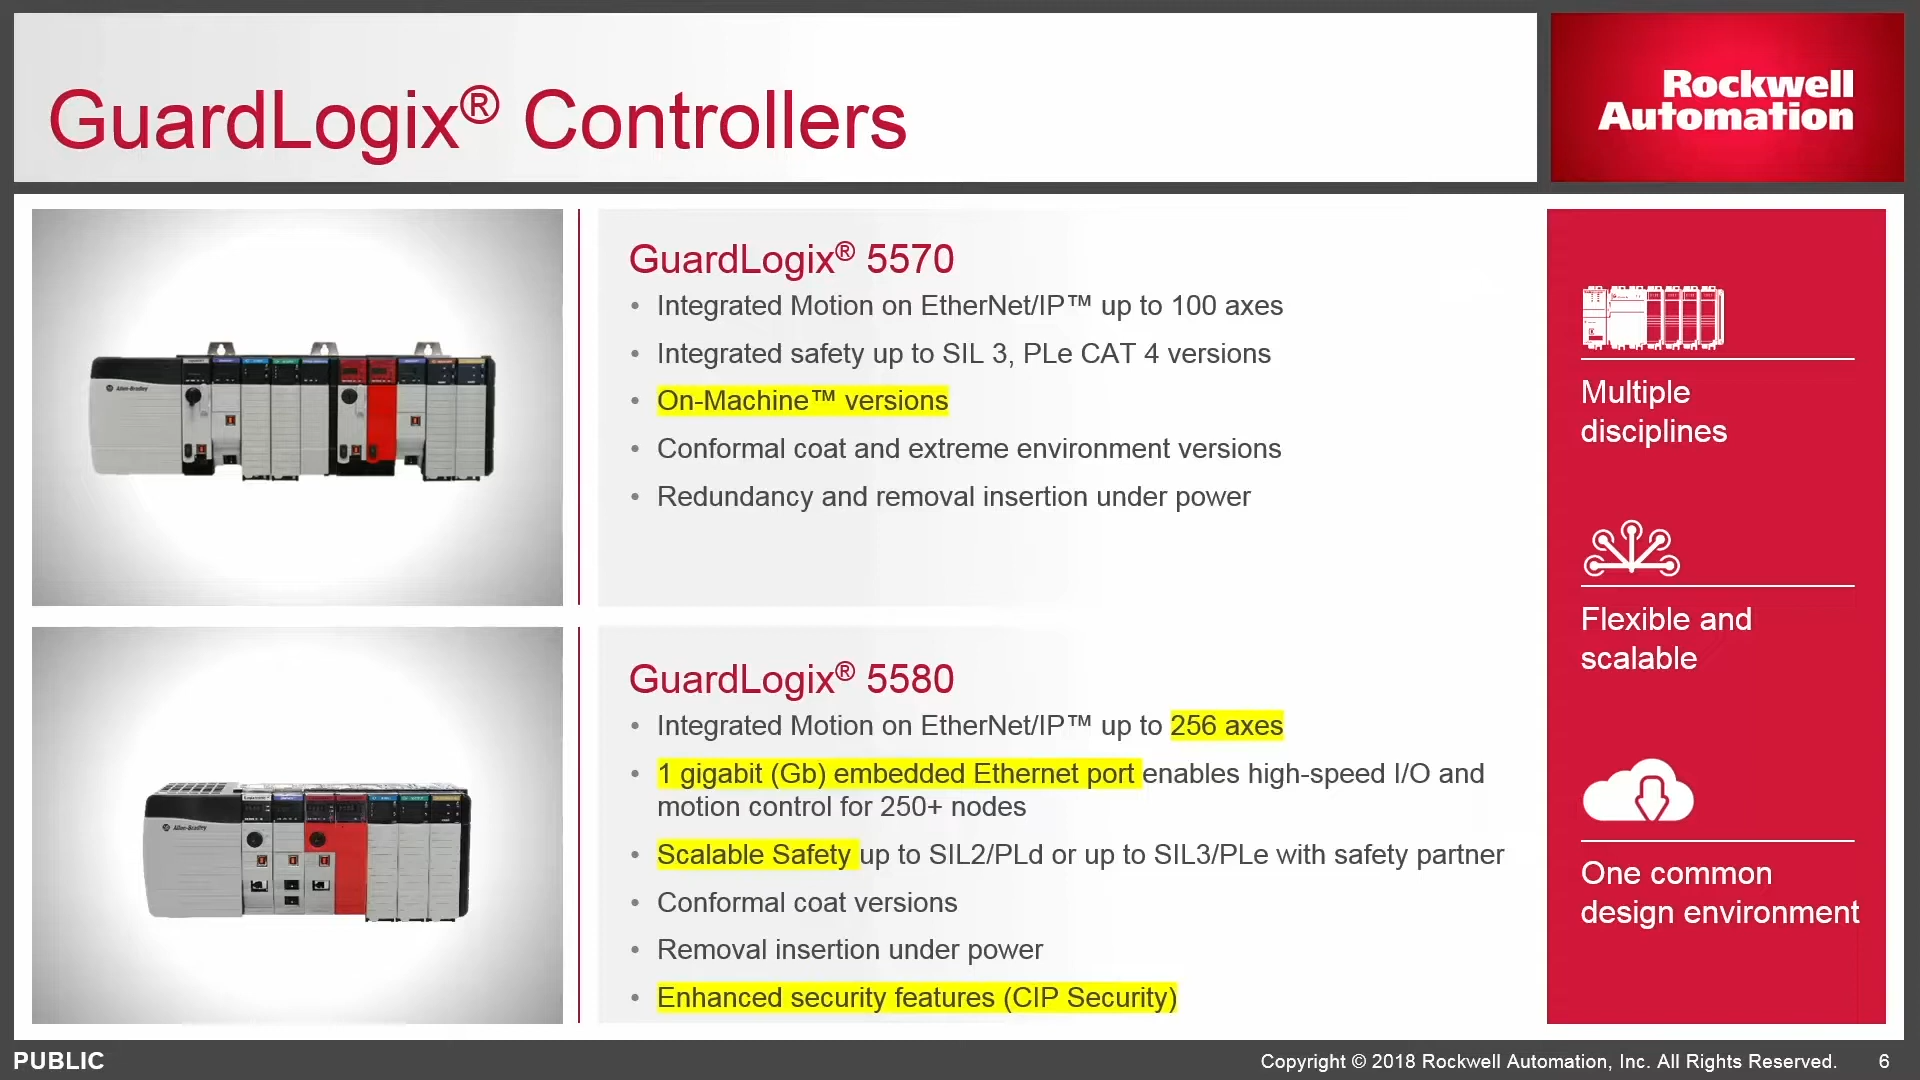 GuardLogix® Controllers
Rockwell
Automation
GuardLogix® 5570
• Integrated Motion on EtherNet/IP™ up to 100 axes
• Integrated safety up to SIL 3, PLe CAT 4 versions
• On-Machine™ versions
• Conformal coat and extreme environment versions
• Redundancy and removal insertion under power
Allen-Bradley
GuardLogix® 5580
• Integrated Motion on EtherNet/IP™ up to 256 axes
• 1 gigabit (Gb) embedded Ethernet port enables high-speed I/O and
motion control for 250+ nodes
• Scalable Safety up to SIL2/PLd or up to SIL3/PLe with safety partner
• Conformal coat versions
• Removal insertion under power
• Enhanced security features (CIP Security)
Allen-Bradley
Multiple
disciplines
Flexible and
scalable
One common
design environment
PUBLIC
Copyright © 2018 Rockwell Automation, Inc. All Rights Reserved. 6